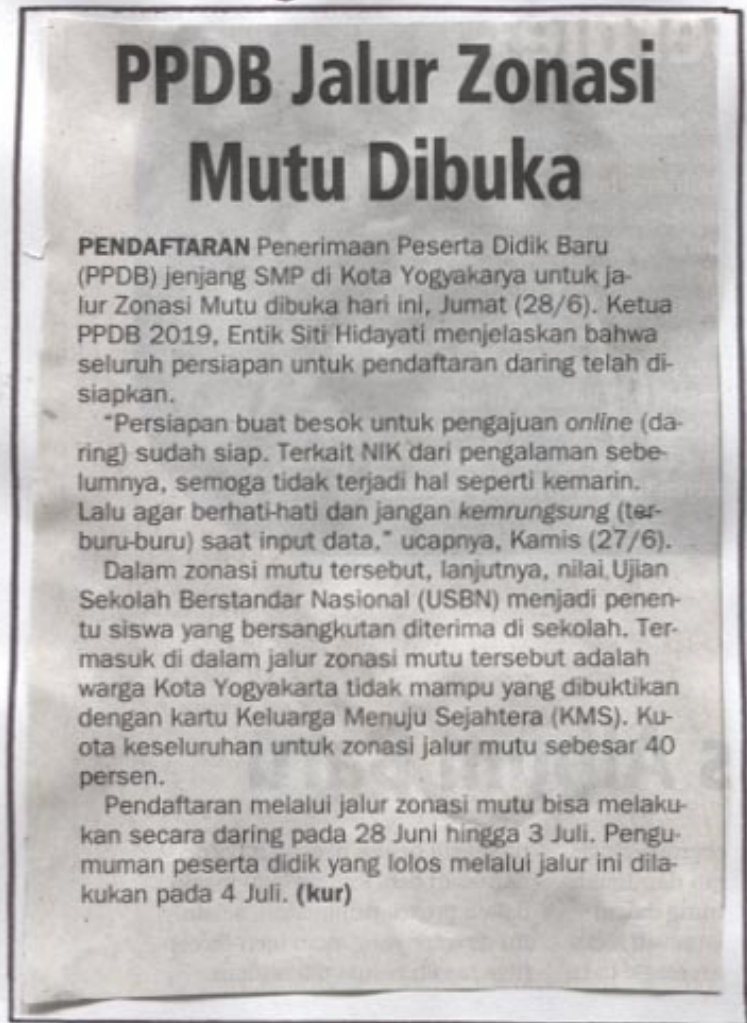 PPDB Jalur Zonasi
Mutu Dibuka
PENDAFTARAN Penerimaan Peserta Didik Baru
(PPDB) jenjang SMP di Kota Yogyakarya untuk ja-
lur Zonasi Mutu dibuka hari ini, Jumat (28/6). Ketua
PPDB 2019, Entik Siti Hidayati menjelaskan bahwa
seluruh persiapan untuk pendaftaran daring telah di-
siapkan.
"Persiapan buat besok untuk pengajuan online (da-
ring) sudah siap. Terkait NIK dari pengalaman sebe-
lumnya, semoga tidak terjadi hal seperti kemarin.
Lalu agar berhati-hati dan jangan kemrungsung (ter-
buru-buru) saat input data," ucapnya, Kamis (27/6).
Dalam zonasi mutu tersebut, lanjutnya, nilai Ujian
Sekolah Berstandar Nasional (USBN) menjadi penen-
tu siswa yang bersangkutan diterima di sekolah. Ter-
masuk di dalam jalur zonasi mutu tersebut adalah
warga Kota Yogyakarta tidak mampu yang dibuktikan
dengan kartu Keluarga Menuju Sejahtera (KMS). Ku-
ota keseluruhan untuk zonasi jalur mutu sebesar 40
persen.
Pendaftaran melalui jalur zonasi mutu bisa melaku-
kan secara daring pada 28 Juni hingga 3 Juli. Pengu-
muman peserta didik yang lolos melalui jalur ini dila-
kukan pada 4 Juli. (kur)